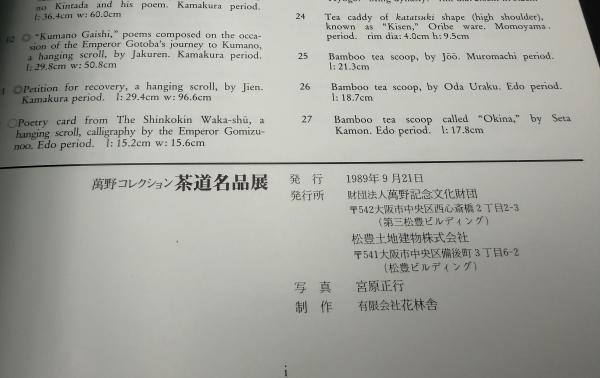 no Kintada and his poem. Kamakura period.
l: 36.4cm w: 60.0cm
◎ "Kumano Gaishi," poems composed on the occa-
sion of the Emperor Gotoba's journey to Kumano,
a hanging scroll, by Jakuren. Kamakura period.
l: 29.8cm w: 50.8cm
◎Petition for recovery, a hanging scroll, by Jien.
Kamakura period. l: 29.4cm w: 96.6cm
○Poetry card from The Shinkokin Waka-shū, a
hanging scroll, calligraphy by the Emperor Gomizu-
noo. Edo period. l: 15.2cm w: 15.6cm
24 Tea caddy of katatsuki shape (high shoulder),
known as "Kisen," Oribe ware. Momoyama
period. rim dia: 4.0cm h: 9.5cm
25 Bamboo tea scoop, by Jōō. Muromachi period.
l: 21.3cm
26 Bamboo tea scoop, by Oda Uraku. Edo period.
l: 18.7cm
27 Bamboo tea scoop called "Okina," by Seta
Kamon. Edo period. l: 17.8cm
萬野コレクション 茶道名品展
発 行 1989年9月21日
発行所 財団法人萬野記念文化財団
〒542大阪市中央区西心斎橋2丁目2-3
(第三松豊ビルディング)
松豊土地建物株式会社
〒541大阪市中央区備後町3丁目6-2
(松豊ビルディング)
写 真 宮原正行
制 作 有限会社花林舎
i